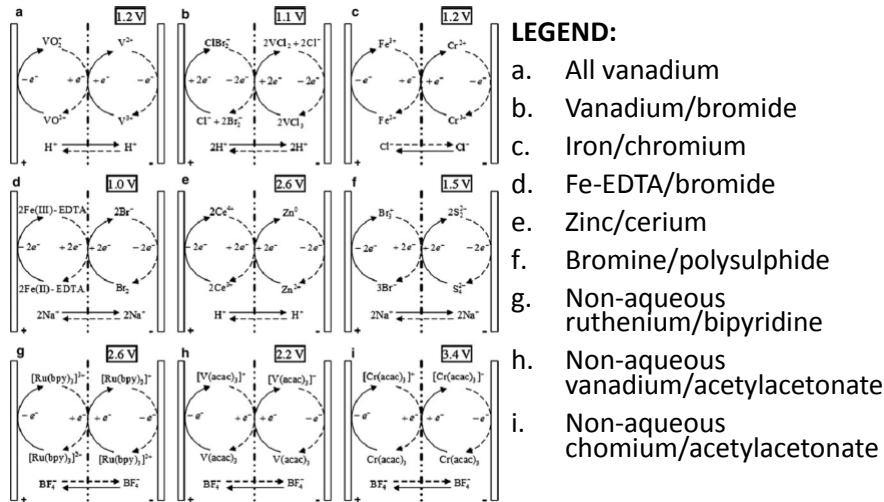 a 1.2 V
VO₂⁺ V²⁺
− e⁻ + e⁻ − e⁻
VO²⁺ V³⁺
H⁺ H⁺
+ -
b 1.1 V
ClBr₂⁻ 2VCl₂ + 2Cl⁻
+ 2e⁻ − 2e⁻ + 2e⁻
Cl⁻ + 2Br₂⁻ 2VCl₃
2H⁺ 2H⁺
+ -
c 1.2 V
Fe³⁺ Cr²⁺
− e⁻ + e⁻ − e⁻
Fe²⁺ Cr³⁺
Cl⁻ Cl⁻
+ -
d 1.0 V
2Fe(III)-EDTA 2Br⁻
− 2e⁻ + 2e⁻ − 2e⁻
2Fe(II)-EDTA Br₂
2Na⁺ 2Na⁺
e 2.6 V
2Ce⁴⁺ Zn⁰
− 2e⁻ + 2e⁻ − 2e⁻
2Ce³⁺ Zn²⁺
H⁺ H⁺
f 1.5 V
Br₃⁻ 2S₂²⁻
− 2e⁻ + 2e⁻ − 2e⁻
3Br⁻ S₄²⁻
2Na⁺ 2Na⁺
g 2.6 V
[Ru(bpy)₃]³⁺ [Ru(bpy)₃]⁺
− e⁻ + e⁻ − e⁻
[Ru(bpy)₃]²⁺ [Ru(bpy)₃]²⁺
BF₄⁻ BF₄⁻
h 2.2 V
[V(acac)₃]⁺ [V(acac)₃]⁻
− e⁻ + e⁻ − e⁻
V(acac)₃ V(acac)₃
BF₄⁻ BF₄⁻
i 3.4 V
[Cr(acac)₃]⁺ [Cr(acac)₃]⁻
− e⁻ + e⁻ − e⁻
Cr(acac)₃ Cr(acac)₃
BF₄⁻ BF₄⁻
LEGEND:
a. All vanadium
b. Vanadium/bromide
c. Iron/chromium
d. Fe-EDTA/bromide
e. Zinc/cerium
f. Bromine/polysulphide
g. Non-aqueous
ruthenium/bipyridine
h. Non-aqueous
vanadium/acetylacetonate
i. Non-aqueous
chomium/acetylacetonate